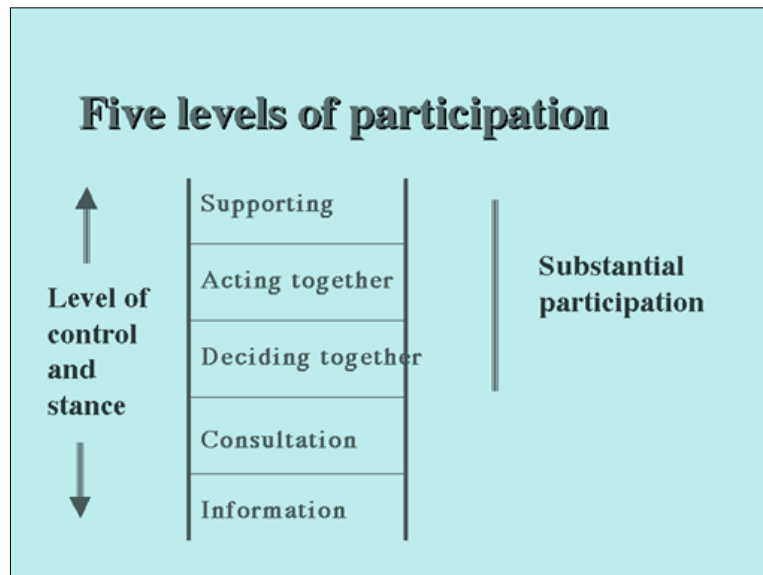 Five levels of participation
Supporting
Acting together
Deciding together
Consultation
Information
Level of
control
and
stance
Substantial
participation